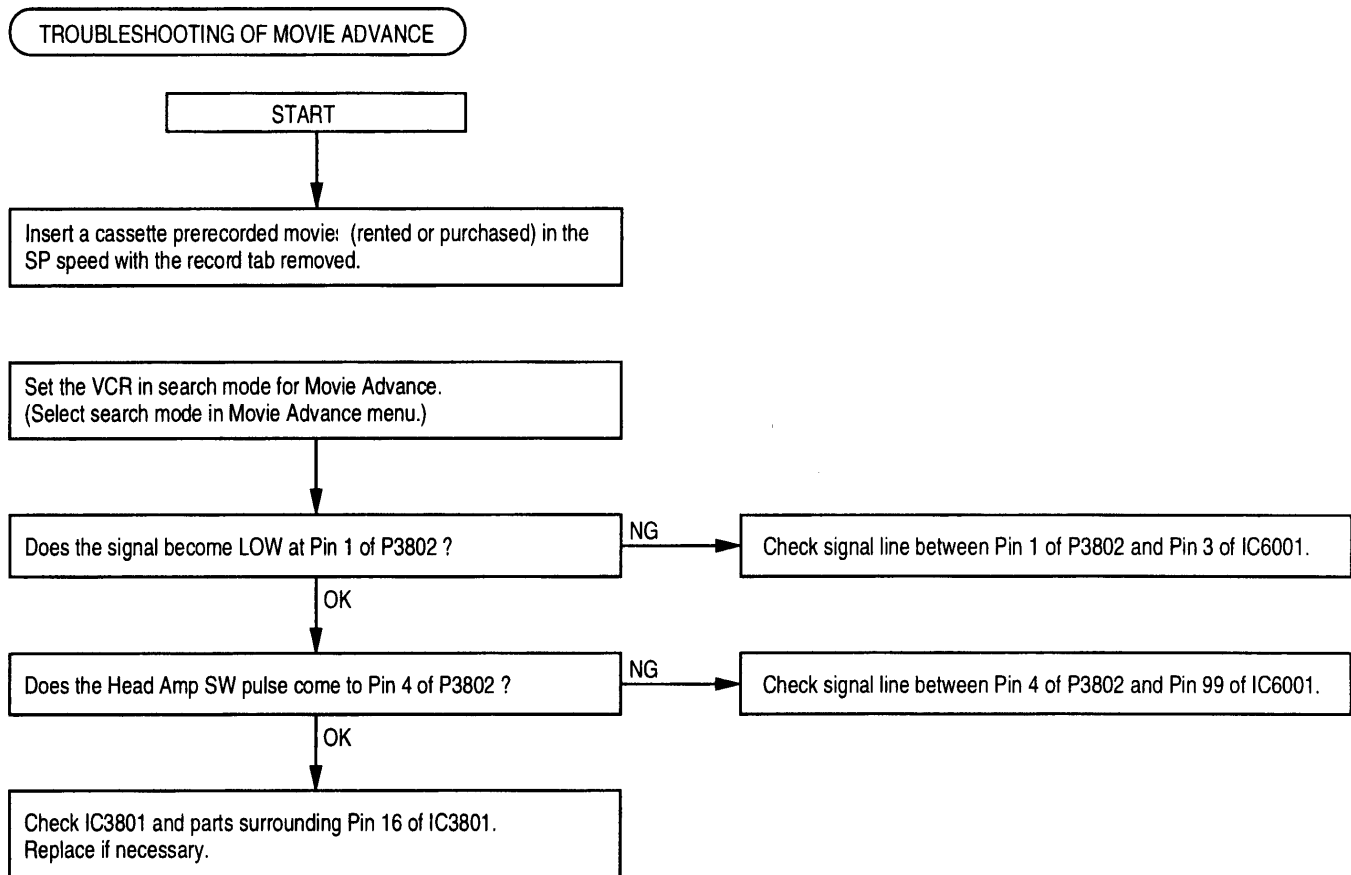 TROUBLESHOOTING OF MOVIE ADVANCE
START
Insert a cassette prerecorded movie: (rented or purchased) in the
SP speed with the record tab removed.
Set the VCR in search mode for Movie Advance.
(Select search mode in Movie Advance menu.)
Does the signal become LOW at Pin 1 of P3802 ?
NG
Check signal line between Pin 1 of P3802 and Pin 3 of IC6001.
OK
Does the Head Amp SW pulse come to Pin 4 of P3802 ?
NG
Check signal line between Pin 4 of P3802 and Pin 99 of IC6001.
OK
Check IC3801 and parts surrounding Pin 16 of IC3801.
Replace if necessary.